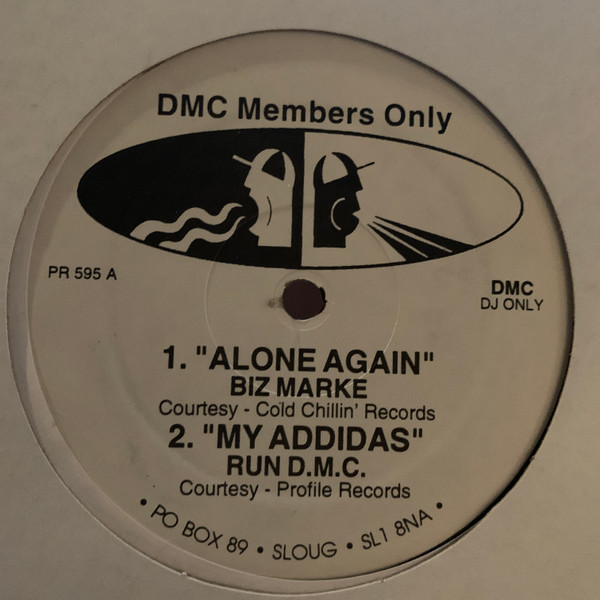 DMC Members Only
PR 595 A
DMC
DJ ONLY
1. "ALONE AGAIN"
BIZ MARKE
Courtesy - Cold Chillin' Records
2. "MY ADDIDAS"
RUN D.M.C.
Courtesy - Profile Records
• PO BOX 89 • SLOUG • SL1 8NA •